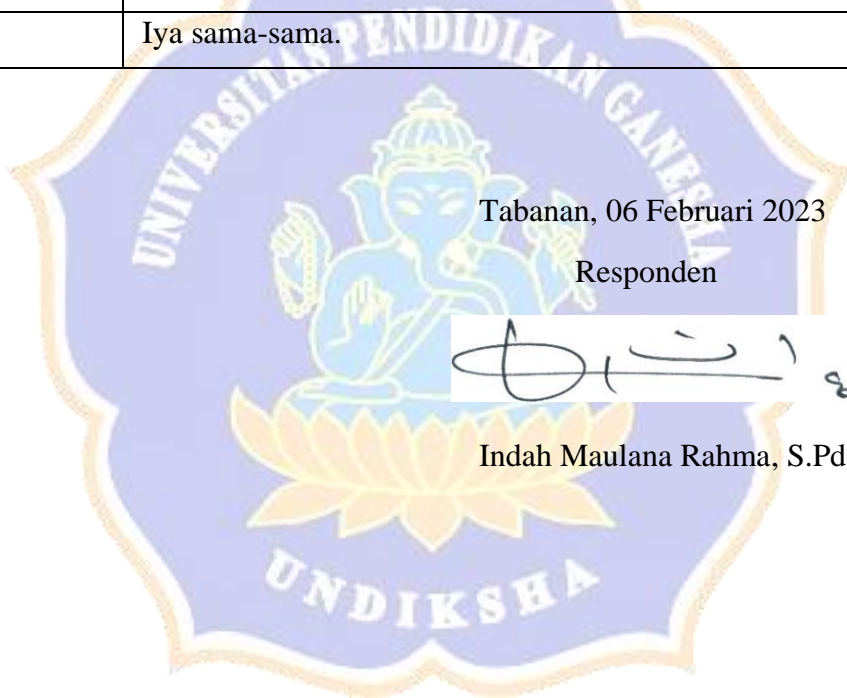 Iya sama-sama.
UNIVERSITAS PENDIDIKAN GANESHA
Tabanan, 06 Februari 2023
Responden
Indah Maulana Rahma, S.Pd
UNDIKSHA